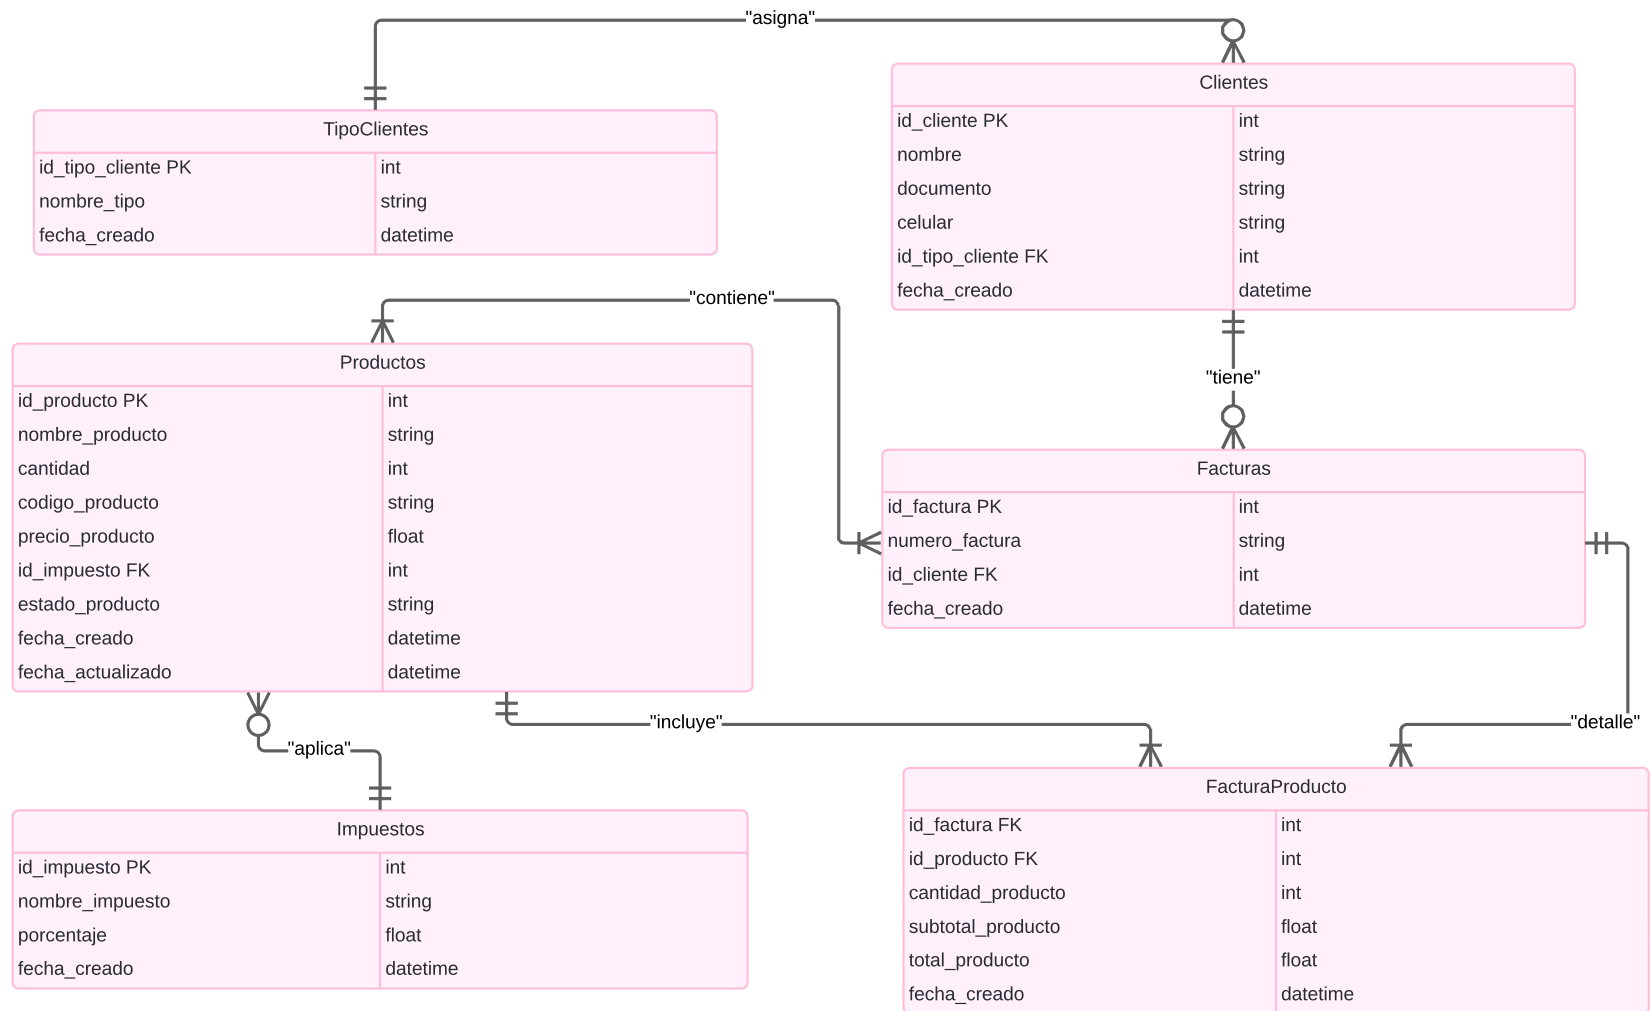 "asigna"
TipoClientes
id_tipo_cliente PK int
nombre_tipo string
fecha_creado datetime
Clientes
id_cliente PK int
nombre string
documento string
celular string
id_tipo_cliente FK int
fecha_creado datetime
"contiene"
"tiene"
Productos
id_producto PK int
nombre_producto string
cantidad int
codigo_producto string
precio_producto float
id_impuesto FK int
estado_producto string
fecha_creado datetime
fecha_actualizado datetime
Facturas
id_factura PK int
numero_factura string
id_cliente FK int
fecha_creado datetime
"incluye"
"detalle"
"aplica"
Impuestos
id_impuesto PK int
nombre_impuesto string
porcentaje float
fecha_creado datetime
FacturaProducto
id_factura FK int
id_producto FK int
cantidad_producto int
subtotal_producto float
total_producto float
fecha_creado datetime